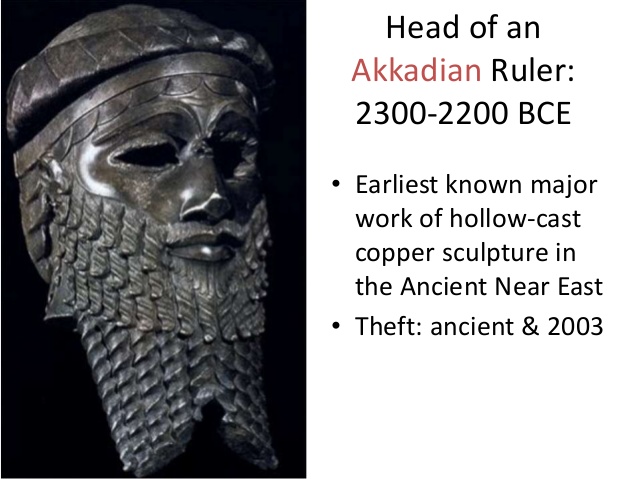 Head of an
Akkadian Ruler:
2300-2200 BCE
• Earliest known major
work of hollow-cast
copper sculpture in
the Ancient Near East
• Theft: ancient & 2003